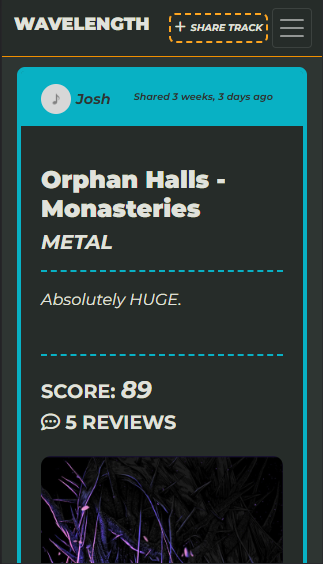 WAVELENGTH
+ SHARE TRACK
Josh
Shared 3 weeks, 3 days ago
Orphan Halls -
Monasteries
METAL
Absolutely HUGE.
SCORE: 89
5 REVIEWS